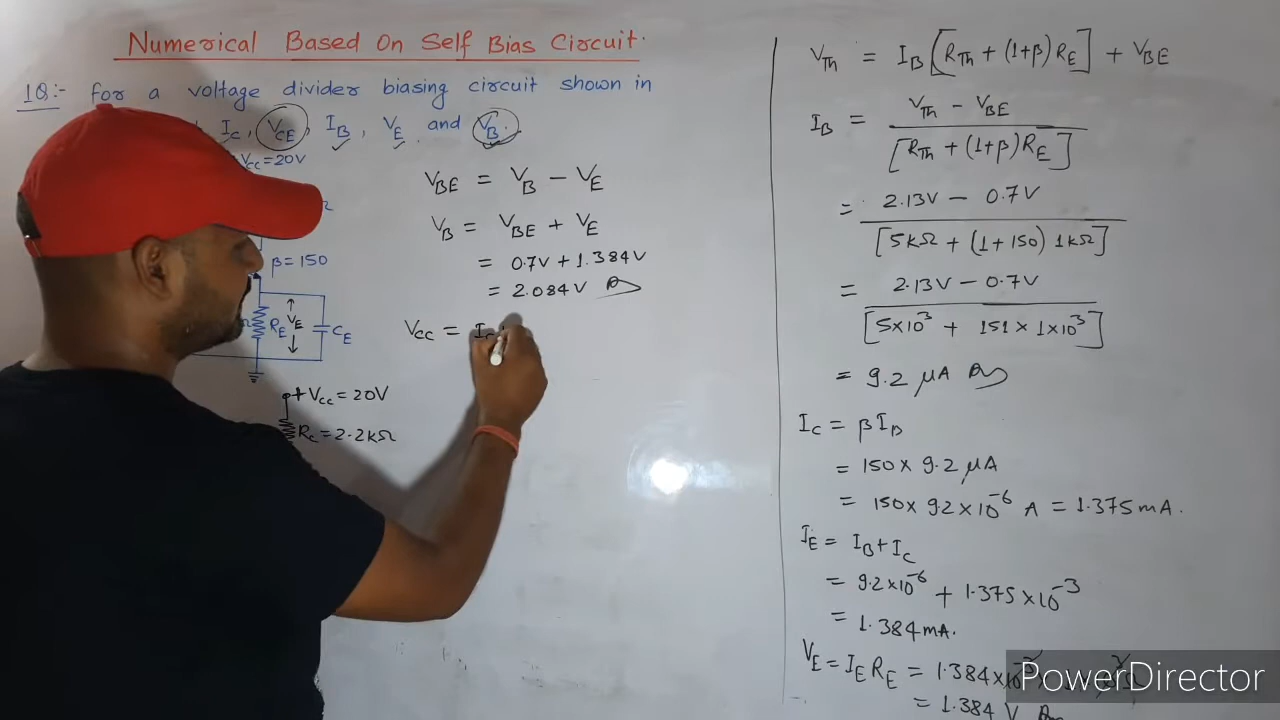 Numerical Based On Self Bias Circuit.
1Q:- for a voltage divider biasing circuit shown in
IC, VCE, IB, VE and VB.
VCC=20V
Ω
β=150
RE
VE
CE
+VCC=20V
RC=2.2kΩ
VBE = VB - VE
VB = VBE + VE
= 0.7V + 1.384V
= 2.084V
VCC = IC
VTh = IB[RTh + (1+β)RE] + VBE
IB = VTh - VBE
[RTh + (1+β)RE]
= 2.13V - 0.7V
[5kΩ + (1+150) 1kΩ]
= 2.13V - 0.7V
[5×10³ + 151 × 1×10³]
= 9.2 μA
IC = βIB
= 150 × 9.2 μA
= 150 × 9.2 × 10⁻⁶ A = 1.375 mA.
IE = IB + IC
= 9.2×10⁻⁶ + 1.375 × 10⁻³
= 1.384 mA.
VE = IE RE = 1.384×10
= 1.384 V
PowerDirector